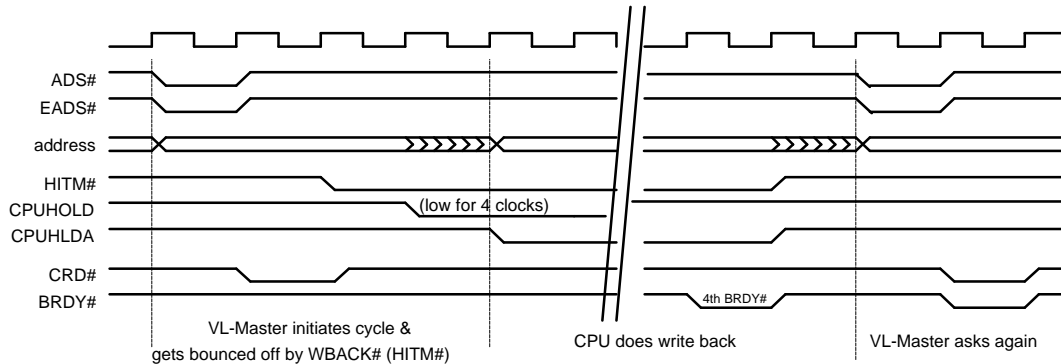 ADS#
EADS#
address
HITM#
CPUHOLD
(low for 4 clocks)
CPUHLDA
CRD#
BRDY#
4th BRDY#
VL-Master initiates cycle &
gets bounced off by WBACK# (HITM#)
CPU does write back
VL-Master asks again